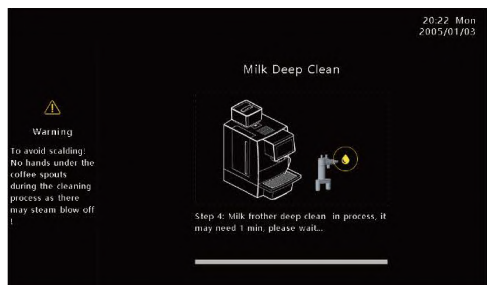 20:22 Mon
2005/01/03
Milk Deep Clean
Warning
To avoid scalding!
No hands under the
coffee spouts
during the cleaning
process as there
may steam blow off
!
Step 4: Milk frother deep clean in process, it
may need 1 min, please wait...